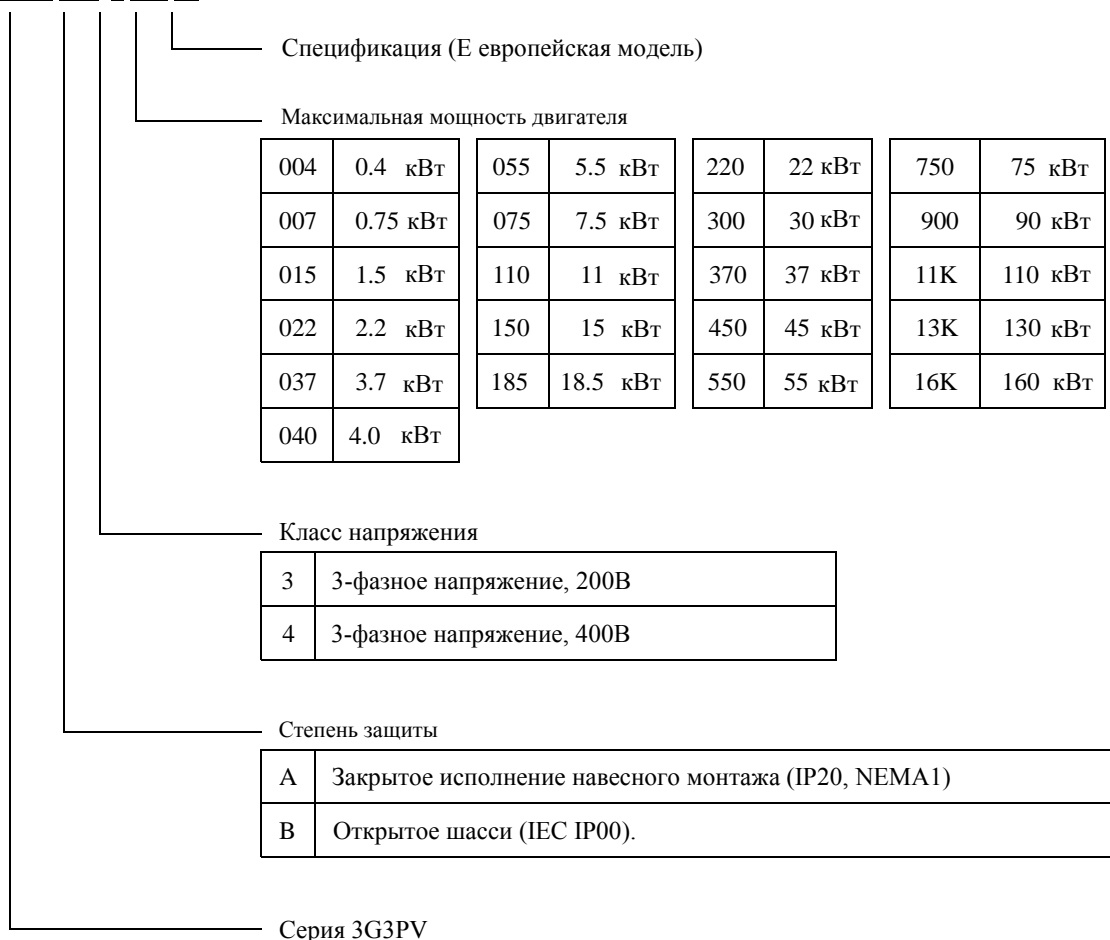 Спецификация (Е европейская модель)
Максимальная мощность двигателя
004 0.4 кВт 055 5.5 кВт 220 22 кВт 750 75 кВт
007 0.75 кВт 075 7.5 кВт 300 30 кВт 900 90 кВт
015 1.5 кВт 110 11 кВт 370 37 кВт 11K 110 кВт
022 2.2 кВт 150 15 кВт 450 45 кВт 13K 130 кВт
037 3.7 кВт 185 18.5 кВт 550 55 кВт 16K 160 кВт
040 4.0 кВт
Класс напряжения
3 3-фазное напряжение, 200В
4 3-фазное напряжение, 400В
Степень защиты
A Закрытое исполнение навесного монтажа (IP20, NEMA1)
B Открытое шасси (IEC IP00).
Серия 3G3PV